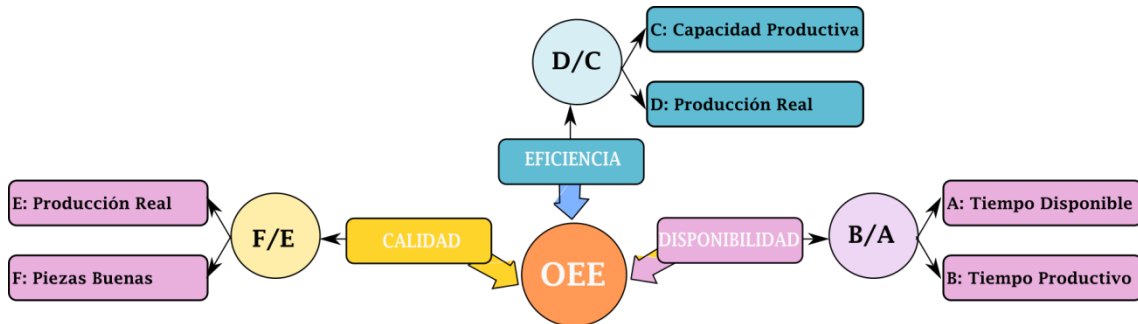 C: Capacidad Productiva
D/C
D: Producción Real
EFICIENCIA
E: Producción Real
A: Tiempo Disponible
F/E
CALIDAD
DISPONIBILIDAD
B/A
OEE
F: Piezas Buenas
B: Tiempo Productivo